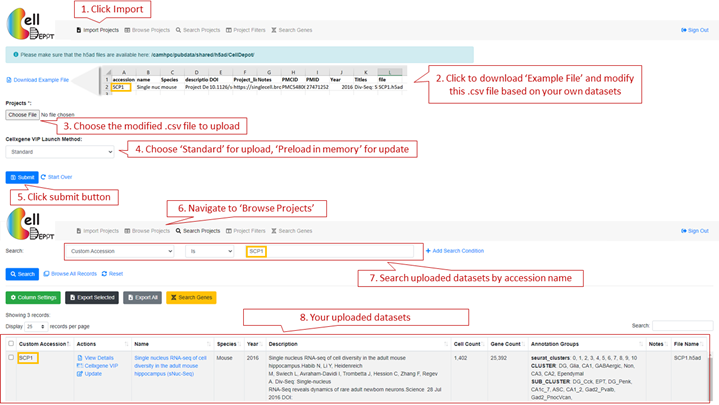 1. Click Import
Cell DEPOT
Import Projects Browse Projects Search Projects Project Filters Search Genes Sign Out
Please make sure that the h5ad files are available here: /camhpc/pubdata/shared/h5ad/CellDepot/
Download Example File
A B C D E F G H I J K L
1 accession name Species descriptio DOI Project_li Notes PMCID PMID Year Titles file
2 SCP1 Single nuc mouse Project De 10.1126/s https://singlecell.brc PMC5480 27471252 2016 Div-Seq: S SCP1.h5ad
2. Click to download 'Example File' and modify
this .csv file based on your own datasets
Projects *:
Choose File No file chosen
3. Choose the modified .csv file to upload
Cellxgene VIP Launch Method:
Standard
4. Choose 'Standard' for upload, 'Preload in memory' for update
Submit Start Over
5. Click submit button
6. Navigate to 'Browse Projects'
Cell DEPOT
Import Projects Browse Projects Search Projects Project Filters Search Genes Sign Out
Search: Custom Accession Is SCP1 Add Search Condition
Search Browse All Records Reset
7. Search uploaded datasets by accession name
Column Settings Export Selected Export All Search Genes
8. Your uploaded datasets
Showing 3 records:
Display 25 records per page Search:
Custom Accession Actions Name Species Year Description Cell Count Gene Count Annotation Groups Notes File Name
SCP1 View Details Single nucleus RNA-seq of cell Mouse 2016 Single nucleus RNA-seq of cell diversity in the adult mouse 1,402 25,392 seurat_clusters: 0, 1, 2, 3, 4, 5, 6, 7, 8, 9, 10 SCP1.h5ad
Cellxgene VIP diversity in the adult mouse hippocampus Habib N, Li Y, Heidenreich CLUSTER: DG, Glia, CA1, GABAergic, Non,
Update hippocampus (sNuc-Seq) M, Swiech L, Avraham-Davidi I, Trombetta J, Hession C, Zhang F, Regev CA3, CA2, Ependymal
A. Div-Seq: Single-nucleus SUB_CLUSTER: DG_Cck, EPT, DG_Penk,
RNA-Seq reveals dynamics of rare adult newborn neurons.Science 28 Jul CA1c_7, ASC, CA1_2, Gad2_Pvalb,
2016 DOI Gad2_Pnoc\Vcan,